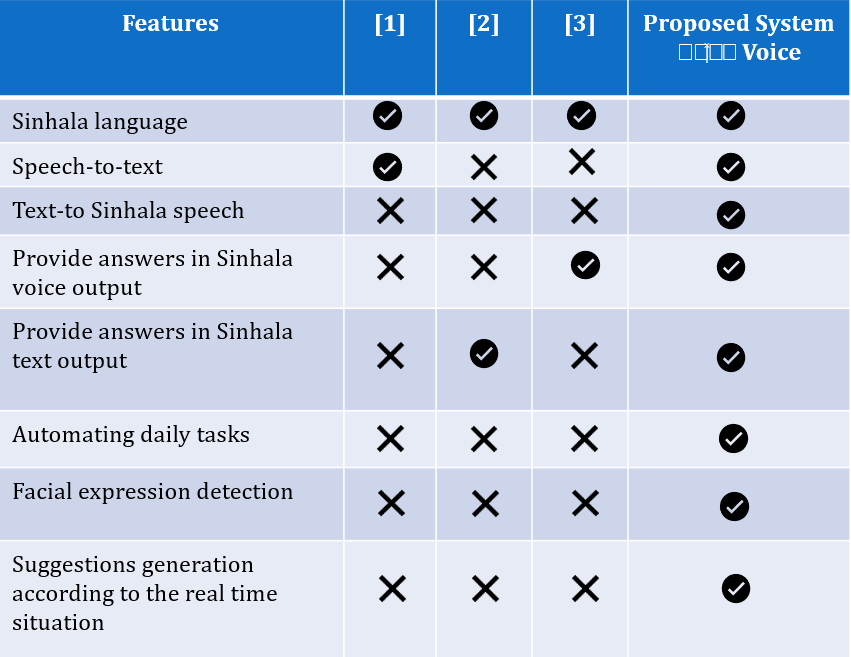 Features [1] [2] [3] Proposed System
Voice
Sinhala language
Speech-to-text
Text-to Sinhala speech
Provide answers in Sinhala
voice output
Provide answers in Sinhala
text output
Automating daily tasks
Facial expression detection
Suggestions generation
according to the real time
situation